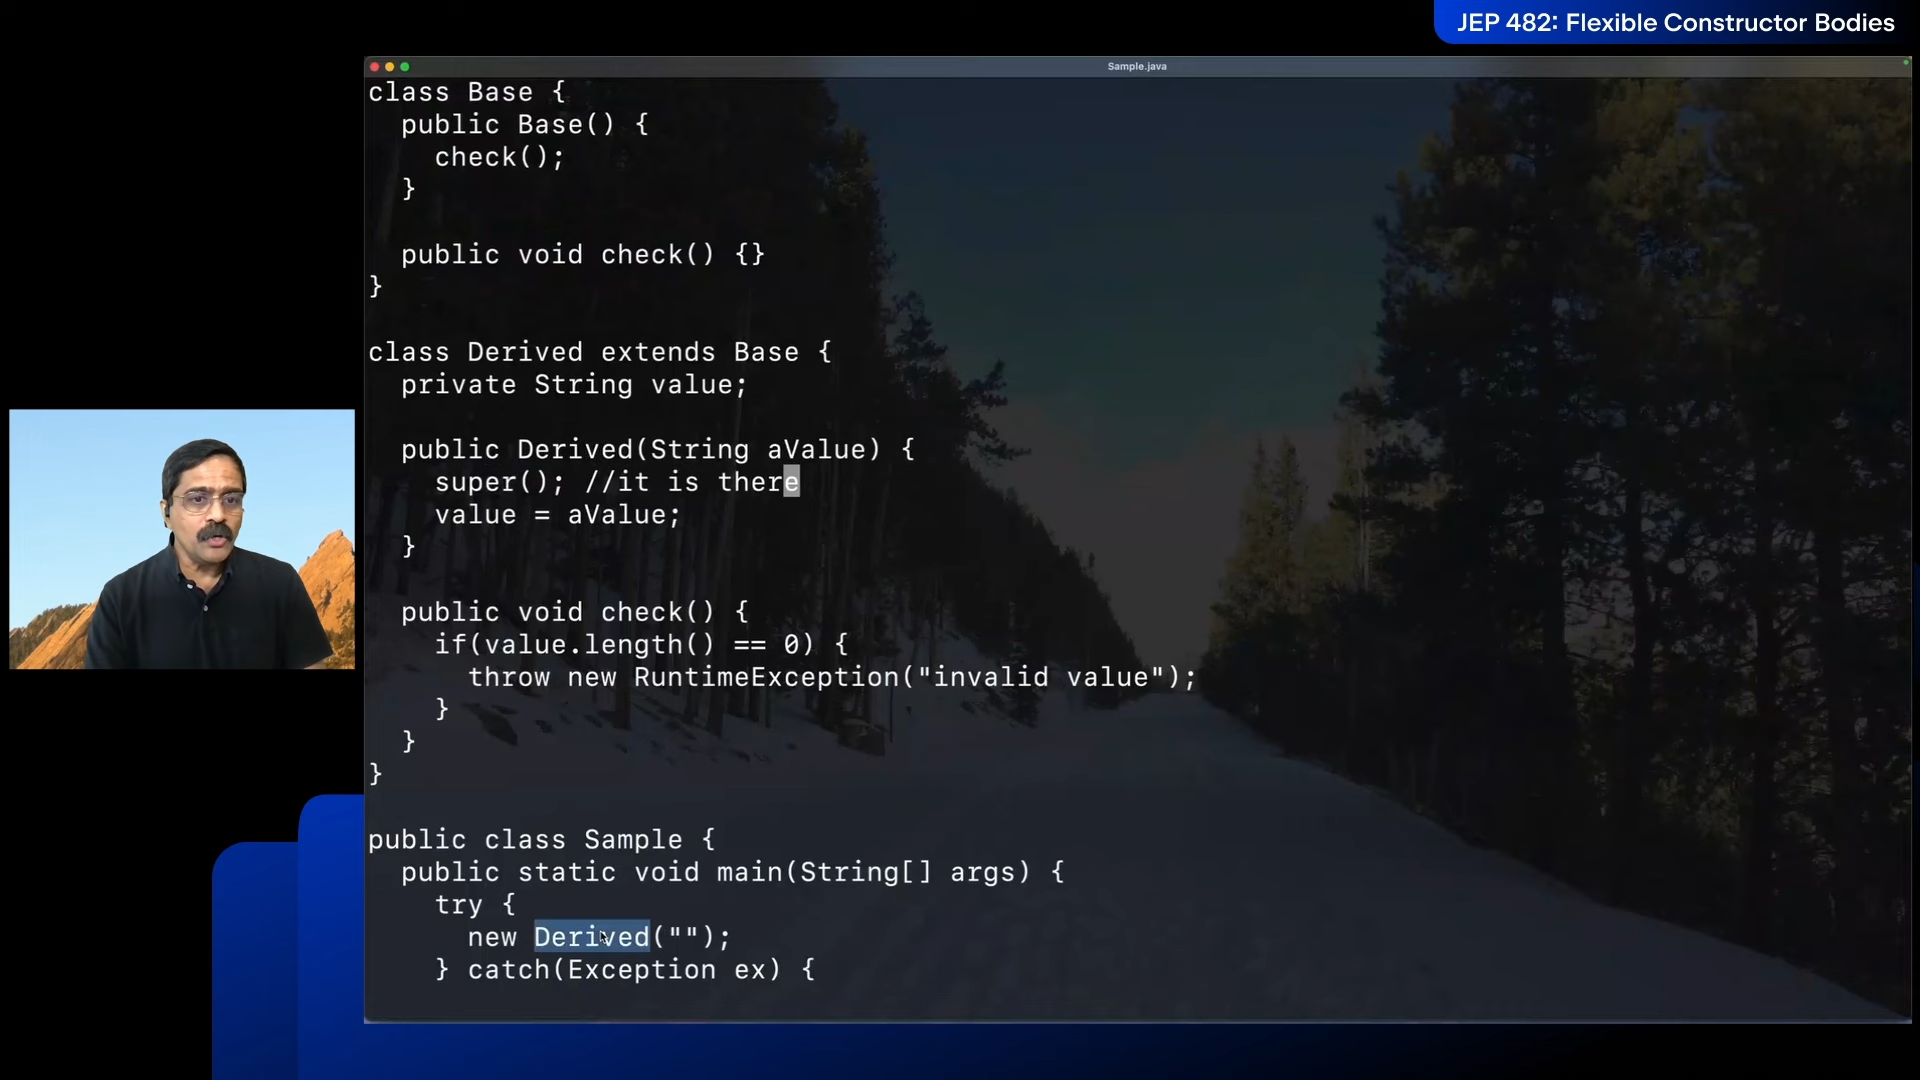 JEP 482: Flexible Constructor Bodies
Sample.java
class Base {
  public Base() {
    check();
  }

  public void check() {}
}

class Derived extends Base {
  private String value;

  public Derived(String aValue) {
    super(); //it is there
    value = aValue;
  }

  public void check() {
    if(value.length() == 0) {
      throw new RuntimeException("invalid value");
    }
  }
}

public class Sample {
  public static void main(String[] args) {
    try {
      new Derived("");
    } catch(Exception ex) {